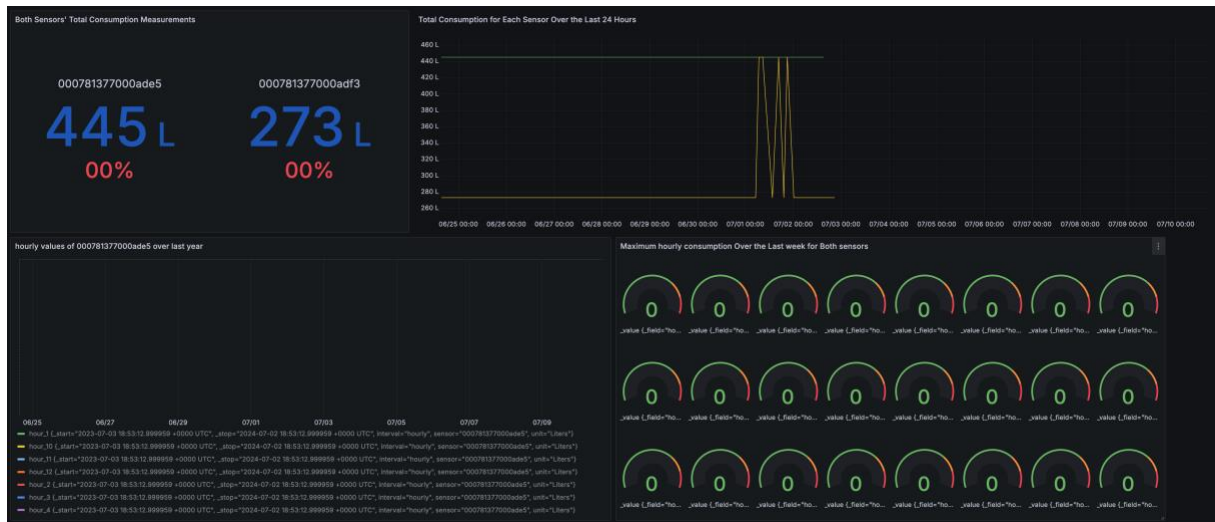 Both Sensors' Total Consumption Measurements
000781377000ade5
000781377000adf3
445 L
273 L
00%
00%
Total Consumption for Each Sensor Over the Last 24 Hours
460 L
440 L
420 L
400 L
380 L
360 L
340 L
320 L
300 L
280 L
260 L
06/25 00:00 06/26 00:00 06/27 00:00 06/28 00:00 06/29 00:00 06/30 00:00 07/01 00:00 07/02 00:00 07/03 00:00 07/04 00:00 07/05 00:00 07/06 00:00 07/07 00:00 07/08 00:00 07/09 00:00 07/10 00:00
hourly values of 000781377000ade5 over last year
06/25 06/27 06/29 07/01 07/03 07/05 07/07 07/09
hour_1 {_start="2023-07-03 18:53:12.999959 +0000 UTC", _stop="2024-07-02 18:53:12.999959 +0000 UTC", interval="hourly", sensor="000781377000ade5", unit="Liters"}
hour_10 {_start="2023-07-03 18:53:12.999959 +0000 UTC", _stop="2024-07-02 18:53:12.999959 +0000 UTC", interval="hourly", sensor="000781377000ade5", unit="Liters"}
hour_11 {_start="2023-07-03 18:53:12.999959 +0000 UTC", _stop="2024-07-02 18:53:12.999959 +0000 UTC", interval="hourly", sensor="000781377000ade5", unit="Liters"}
hour_12 {_start="2023-07-03 18:53:12.999959 +0000 UTC", _stop="2024-07-02 18:53:12.999959 +0000 UTC", interval="hourly", sensor="000781377000ade5", unit="Liters"}
hour_2 {_start="2023-07-03 18:53:12.999959 +0000 UTC", _stop="2024-07-02 18:53:12.999959 +0000 UTC", interval="hourly", sensor="000781377000ade5", unit="Liters"}
hour_3 {_start="2023-07-03 18:53:12.999959 +0000 UTC", _stop="2024-07-02 18:53:12.999959 +0000 UTC", interval="hourly", sensor="000781377000ade5", unit="Liters"}
hour_4 {_start="2023-07-03 18:53:12.999959 +0000 UTC", _stop="2024-07-02 18:53:12.999959 +0000 UTC", interval="hourly", sensor="000781377000ade5", unit="Liters"}
Maximum hourly consumption Over the Last week for Both sensors
0 0 0 0 0 0 0 0
_value {_field="ho... _value {_field="ho... _value {_field="ho... _value {_field="ho... _value {_field="ho... _value {_field="ho... _value {_field="ho... _value {_field="ho...
0 0 0 0 0 0 0 0
_value {_field="ho... _value {_field="ho... _value {_field="ho... _value {_field="ho... _value {_field="ho... _value {_field="ho... _value {_field="ho... _value {_field="ho...
0 0 0 0 0 0 0 0
_value {_field="ho... _value {_field="ho... _value {_field="ho... _value {_field="ho... _value {_field="ho... _value {_field="ho... _value {_field="ho... _value {_field="ho...